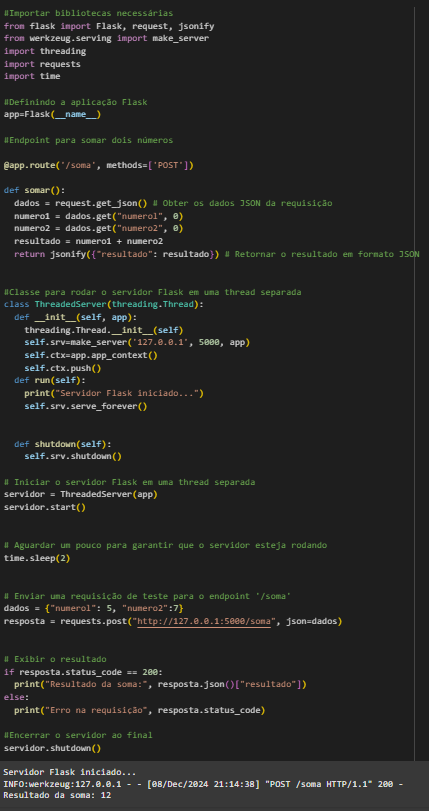 #Importar bibliotecas necessárias
from flask import Flask, request, jsonify
from werkzeug.serving import make_server
import threading
import requests
import time
#Definindo a aplicação Flask
app=Flask(__name__)
#Endpoint para somar dois números
@app.route('/soma', methods=['POST'])
def somar():
  dados = request.get_json() # Obter os dados JSON da requisição
  numero1 = dados.get("numerol", 0)
  numero2 = dados.get("numero2", 0)
  resultado = numero1 + numero2
  return jsonify({"resultado": resultado}) # Retornar o resultado em formato JSON
#Classe para rodar o servidor Flask em uma thread separada
class ThreadedServer(threading.Thread):
  def __init__(self, app):
    threading.Thread.__init__(self)
    self.srv=make_server('127.0.0.1', 5000, app)
    self.ctx=app.app_context()
    self.ctx.push()
  def run(self):
    print("Servidor Flask iniciado...")
    self.srv.serve_forever()
  def shutdown(self):
    self.srv.shutdown()
# Iniciar o servidor Flask em uma thread separada
servidor = ThreadedServer(app)
servidor.start()
# Aguardar um pouco para garantir que o servidor esteja rodando
time.sleep(2)
# Enviar uma requisição de teste para o endpoint '/soma'
dados = {"numerol": 5, "numero2":7}
resposta = requests.post("http://127.0.0.1:5000/soma", json=dados)
# Exibir o resultado
if resposta.status_code == 200:
  print("Resultado da soma:", resposta.json()["resultado"])
else:
  print("Erro na requisição", resposta.status_code)
#Encerrar o servidor ao final
servidor.shutdown()
Servidor Flask iniciado...
INFO:werkzeug:127.0.0.1 - - [08/Dec/2024 21:14:38] "POST /soma HTTP/1.1" 200 -
Resultado da soma: 12